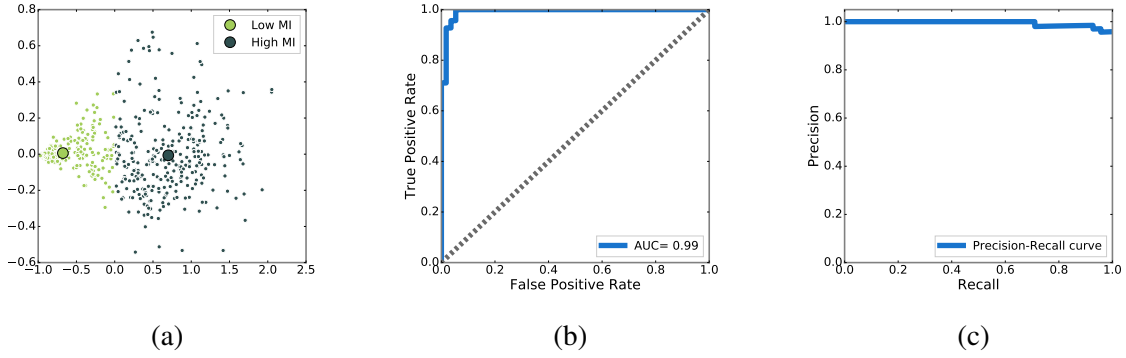 0.8
0.6
0.4
0.2
0.0
−0.2
−0.4
−0.6
−1.0 −0.5 0.0 0.5 1.0 1.5 2.0 2.5
Low MI
High MI
(a)
True Positive Rate
1.0
0.8
0.6
0.4
0.2
0.0
0.0 0.2 0.4 0.6 0.8 1.0
False Positive Rate
AUC= 0.99
(b)
Precision
1.0
0.8
0.6
0.4
0.2
0.0
0.0 0.2 0.4 0.6 0.8 1.0
Recall
Precision-Recall curve
(c)